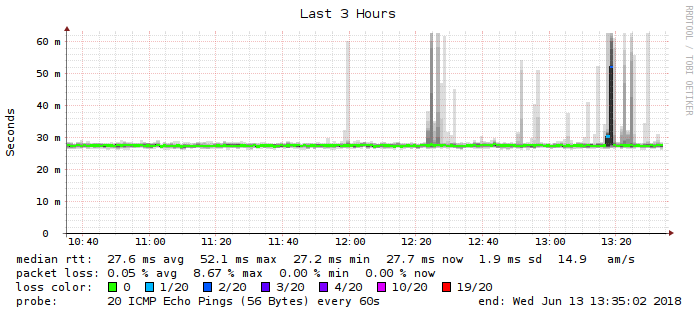 Last 3 Hours
RRDTOOL / TOBI OETIKER
Seconds
60 m
50 m
40 m
30 m
20 m
10 m
0
10:40 11:00 11:20 11:40 12:00 12:20 12:40 13:00 13:20
median rtt: 27.6 ms avg 52.1 ms max 27.2 ms min 27.7 ms now 1.9 ms sd 14.9 am/s
packet loss: 0.05 % avg 8.67 % max 0.00 % min 0.00 % now
loss color: 0 1/20 2/20 3/20 4/20 10/20 19/20
probe: 20 ICMP Echo Pings (56 Bytes) every 60s end: Wed Jun 13 13:35:02 2018